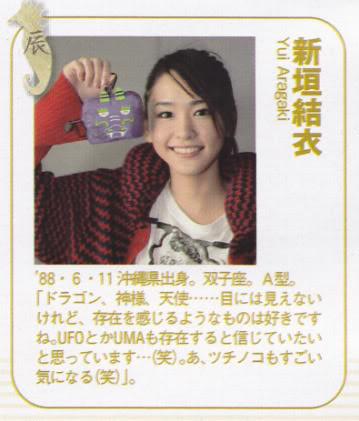 辰
新垣結衣
Yui Aragaki
'88・6・11沖縄県出身。双子座。A型。
「ドラゴン、神様、天使……目には見えない
けれど、存在を感じるようなものは好きです
ね。UFOとかUMAも存在すると信じていたい
と思っています…(笑)。あ、ツチノコもすごい
気になる(笑)」。